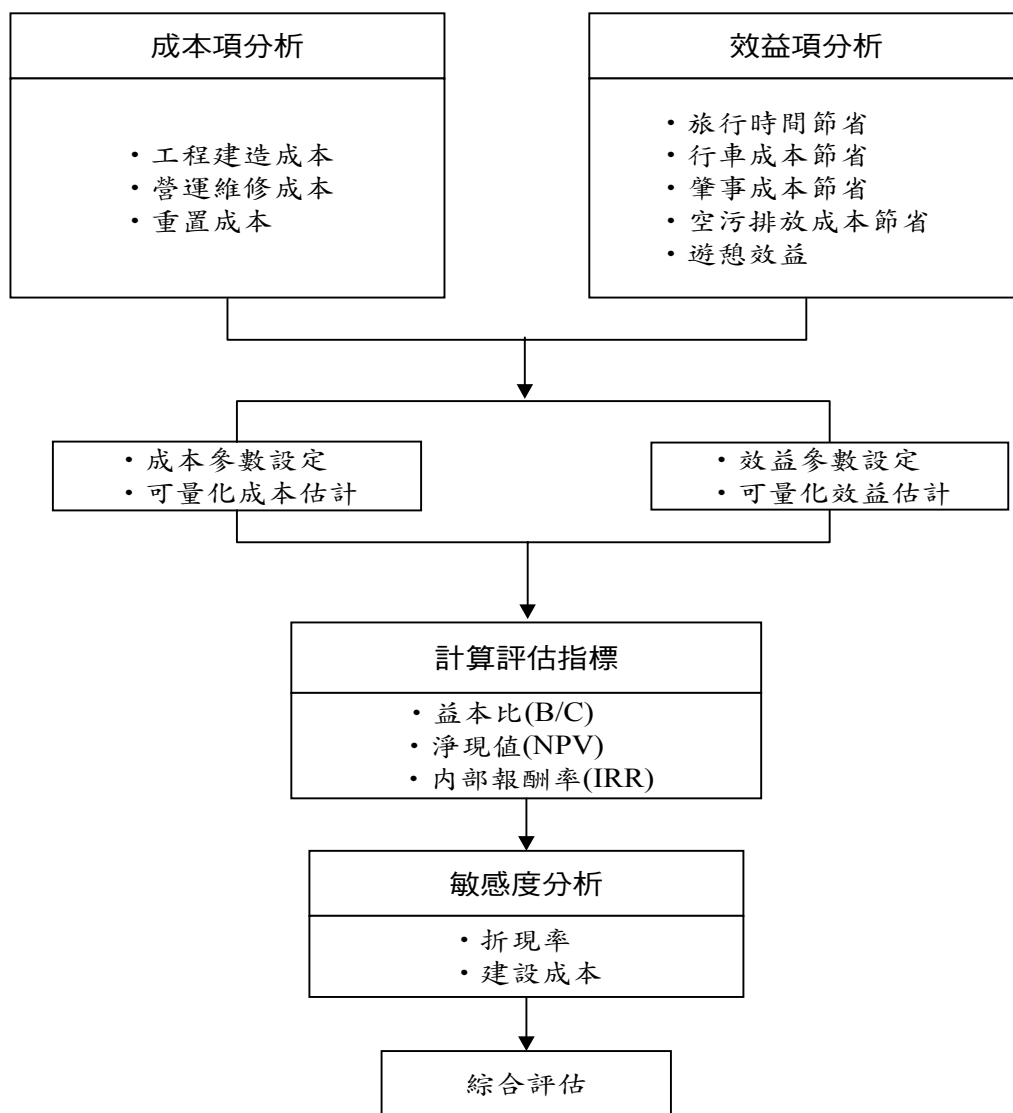 成本項分析
・工程建造成本
・營運維修成本
・重置成本
效益項分析
・旅行時間節省
・行車成本節省
・肇事成本節省
・空污排放成本節省
・遊憩效益
・成本參數設定
・可量化成本估計
・效益參數設定
・可量化效益估計
計算評估指標
・益本比(B/C)
・淨現值(NPV)
・內部報酬率(IRR)
敏感度分析
・折現率
・建設成本
綜合評估